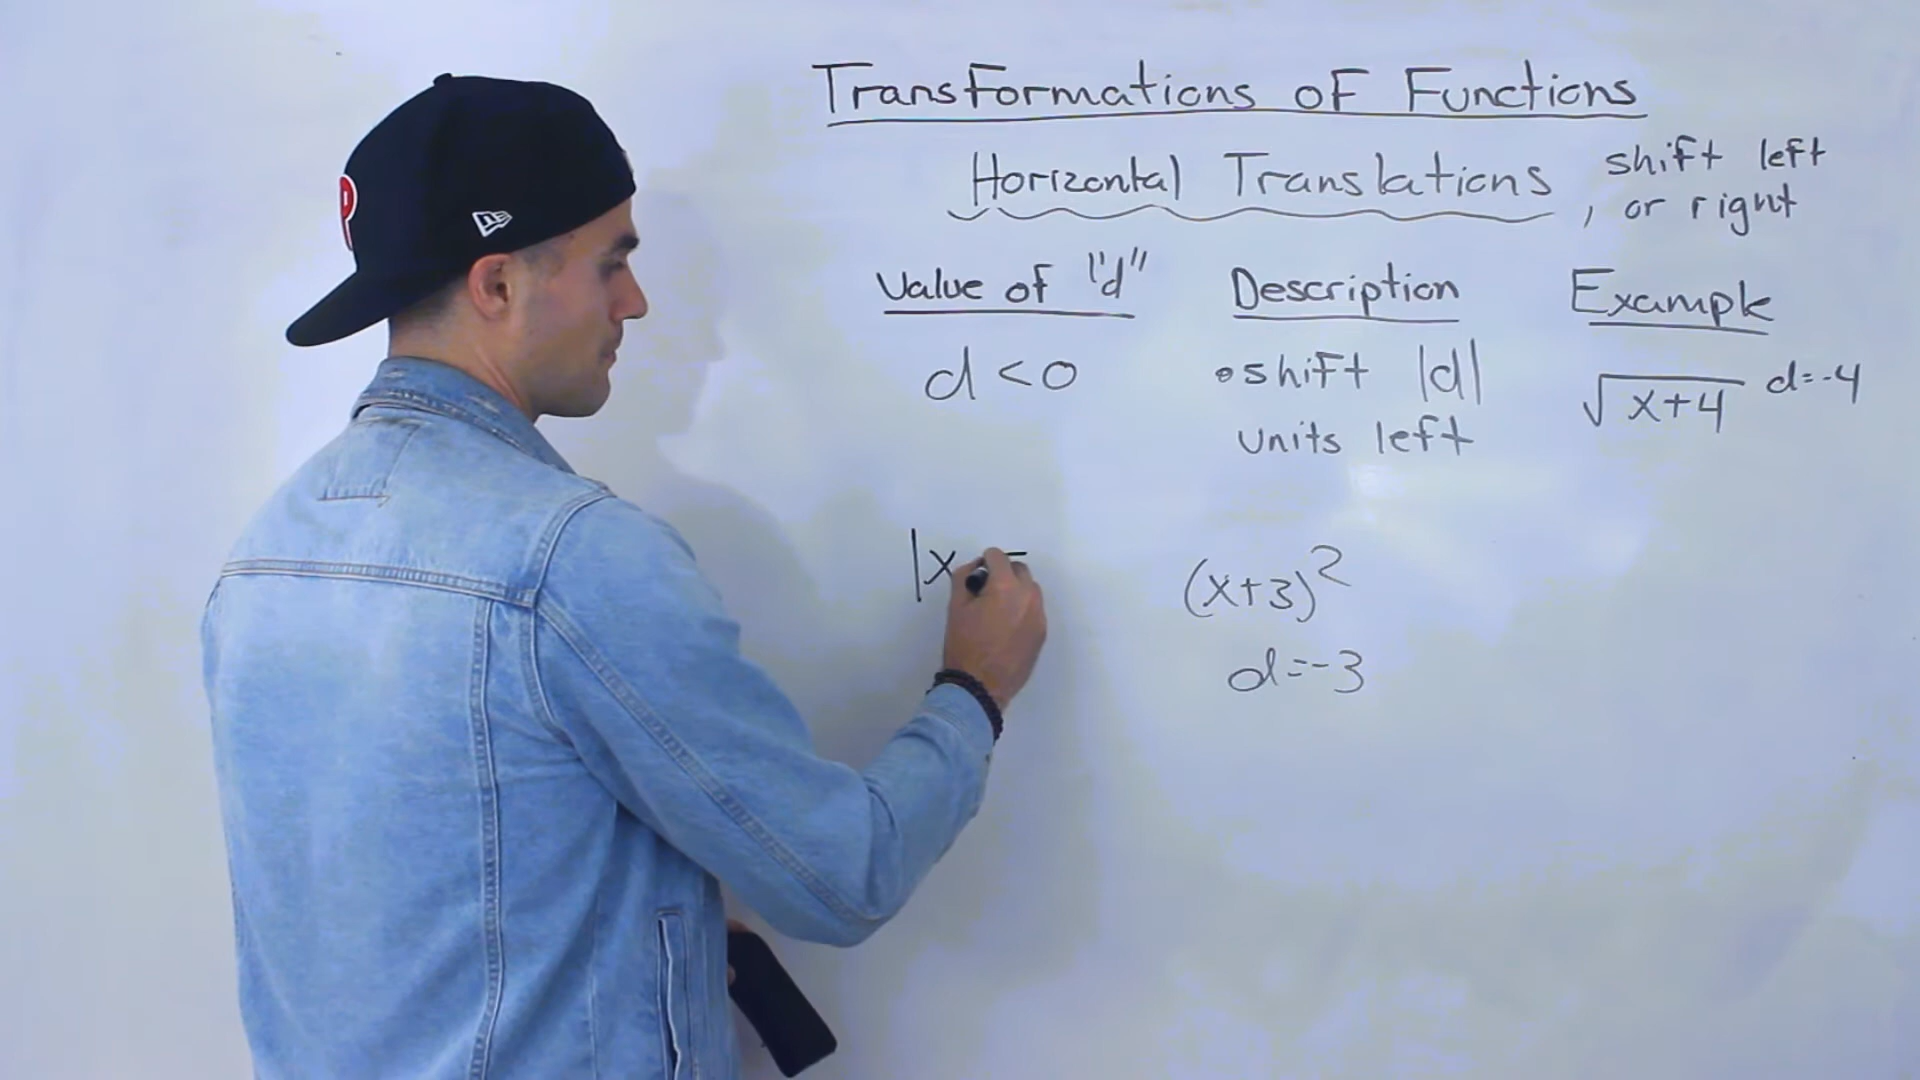 TransFormations oF Functions
Horizontal Translations, shift left
or right
Value of "d" Description Example
d < 0 • shiFt |d| √x+4 d=-4
units left
|x (x+3)²
d=-3
P